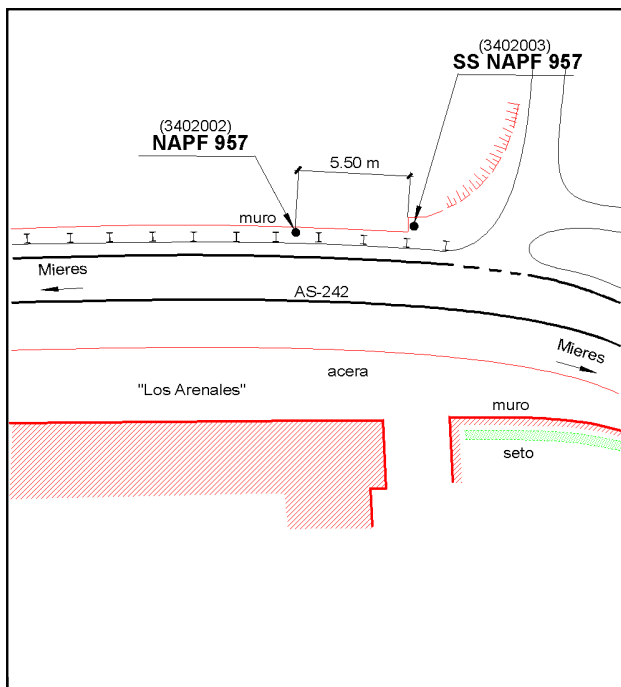 (3402003)
SS NAPF 957
(3402002)
NAPF 957
5.50 m
muro
Mieres
AS-242
Mieres
acera
"Los Arenales"
muro
seto